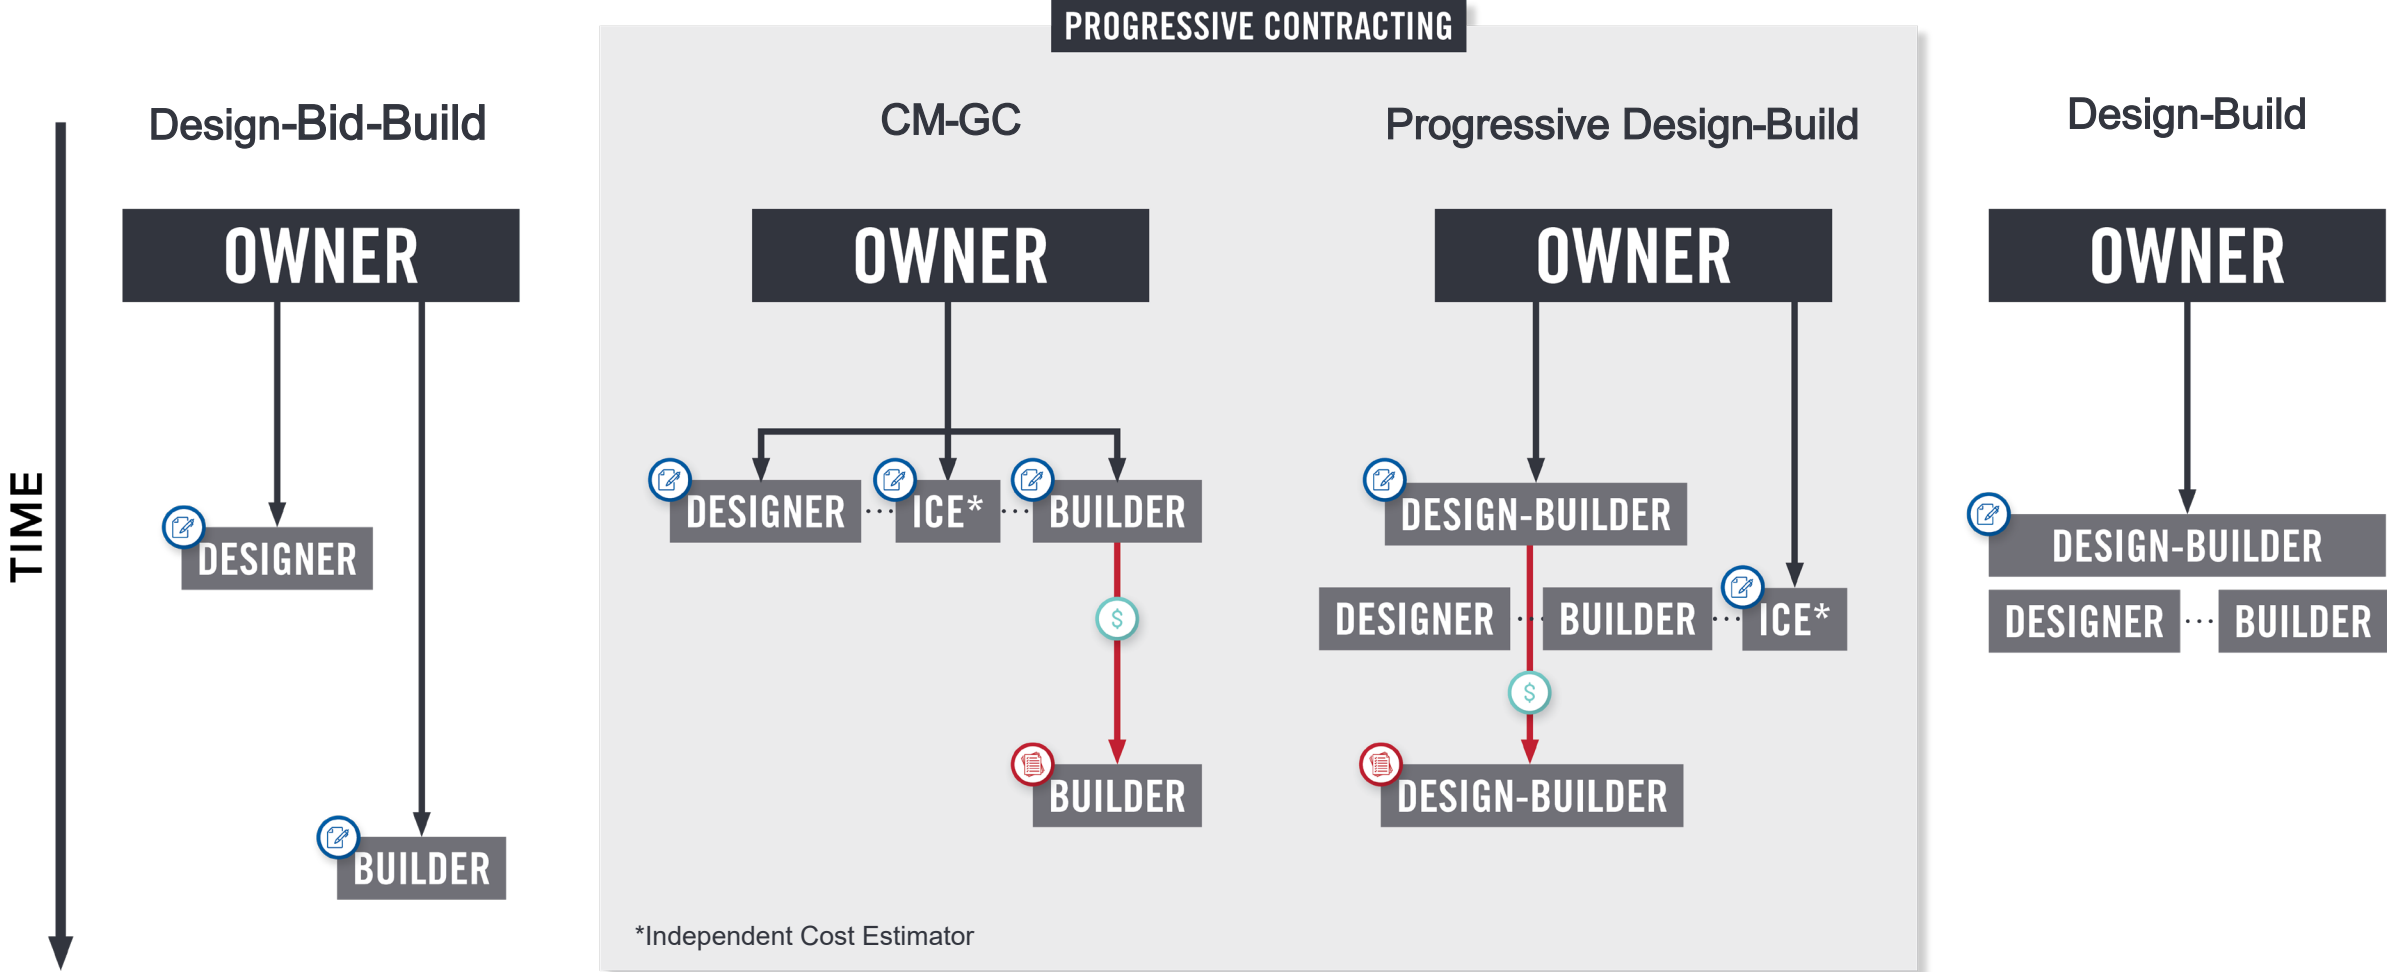 PROGRESSIVE CONTRACTING
Design-Bid-Build
CM-GC
Progressive Design-Build
Design-Build
OWNER
OWNER
OWNER
OWNER
TIME
DESIGNER
BUILDER
DESIGNER
ICE*
BUILDER
$
BUILDER
DESIGN-BUILDER
DESIGNER
BUILDER
ICE*
$
DESIGN-BUILDER
DESIGN-BUILDER
DESIGNER
BUILDER
*Independent Cost Estimator